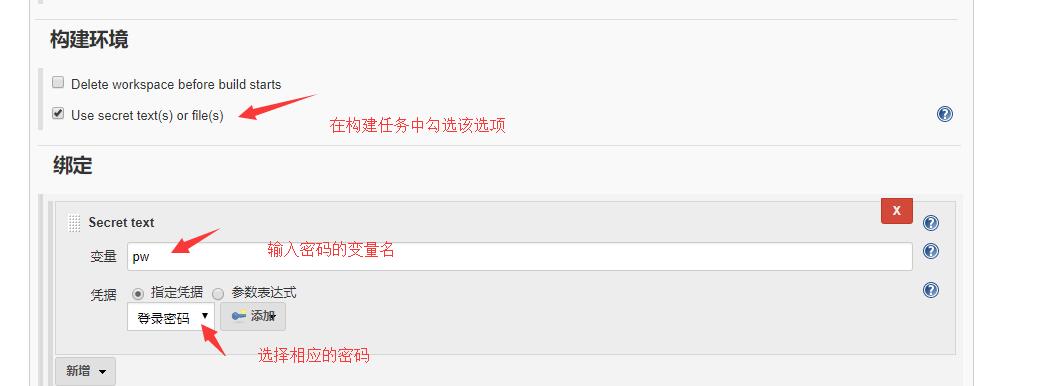 构建环境
Delete workspace before build starts
Use secret text(s) or file(s)
在构建任务中勾选该选项
绑定
X
Secret text
变量 pw
输入密码的变量名
凭据 指定凭据 参数表达式
登录密码 添加
选择相应的密码
新增